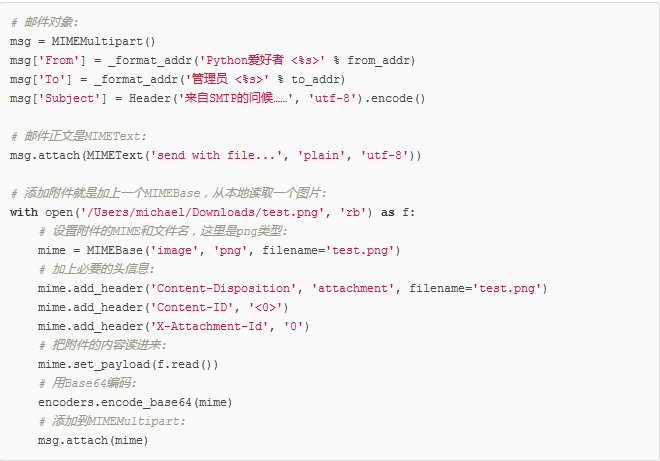 # 邮件对象:
msg = MIMEMultipart()
msg['From'] = _format_addr('Python爱好者 <%s>' % from_addr)
msg['To'] = _format_addr('管理员 <%s>' % to_addr)
msg['Subject'] = Header('来自SMTP的问候……', 'utf-8').encode()
# 邮件正文是MIMEText:
msg.attach(MIMEText('send with file...', 'plain', 'utf-8'))
# 添加附件就是加上一个MIMEBase，从本地读取一个图片:
with open('/Users/michael/Downloads/test.png', 'rb') as f:
# 设置附件的MIME和文件名，这里是png类型:
mime = MIMEBase('image', 'png', filename='test.png')
# 加上必要的头信息:
mime.add_header('Content-Disposition', 'attachment', filename='test.png')
mime.add_header('Content-ID', '<0>')
mime.add_header('X-Attachment-Id', '0')
# 把附件的内容读进来:
mime.set_payload(f.read())
# 用Base64编码:
encoders.encode_base64(mime)
# 添加到MIMEMultipart:
msg.attach(mime)